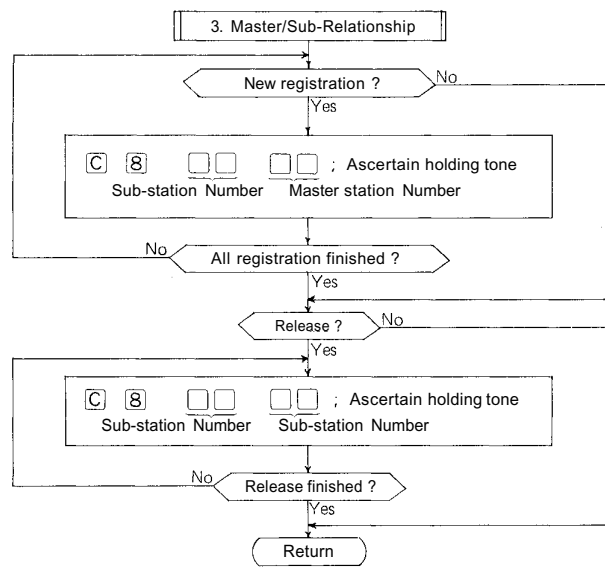 3. Master/Sub-Relationship
New registration ?
No
Yes
C 8 ; Ascertain holding tone
Sub-station Number Master station Number
No
All registration finished ?
Yes
Release ?
No
Yes
C 8 ; Ascertain holding tone
Sub-station Number Sub-station Number
No
Release finished ?
Yes
Return